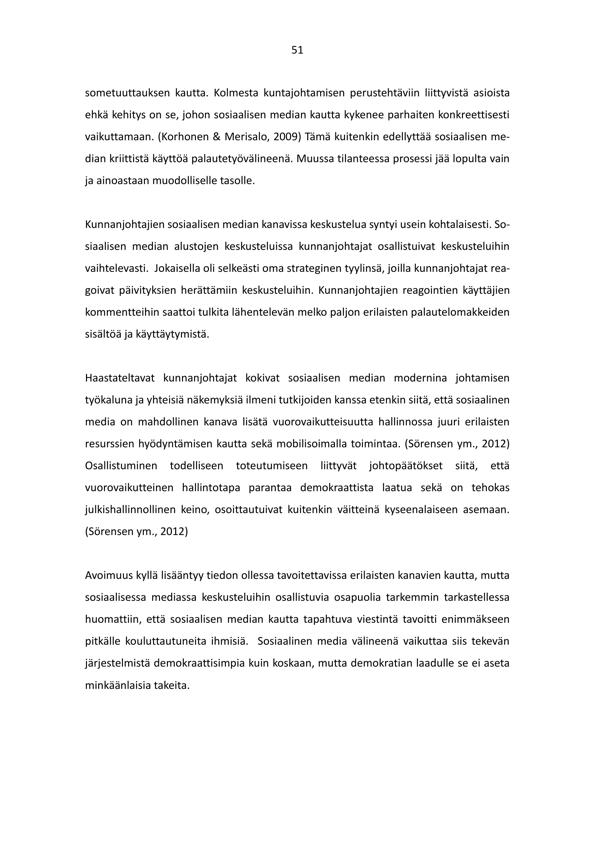 51
sometuuttauksen kautta. Kolmesta kuntajohtamisen perustehtäviin liittyvistä asioista
ehkä kehitys on se, johon sosiaalisen median kautta kykenee parhaiten konkreettisesti
vaikuttamaan. (Korhonen & Merisalo, 2009) Tämä kuitenkin edellyttää sosiaalisen me-
dian kriittistä käyttöä palautetyövälineenä. Muussa tilanteessa prosessi jää lopulta vain
ja ainoastaan muodolliselle tasolle.
Kunnanjohtajien sosiaalisen median kanavissa keskustelua syntyi usein kohtalaisesti. So-
siaalisen median alustojen keskusteluissa kunnanjohtajat osallistuivat keskusteluihin
vaihtelevasti.  Jokaisella oli selkeästi oma strateginen tyylinsä, joilla kunnanjohtajat rea-
goivat päivityksien herättämiin keskusteluihin. Kunnanjohtajien reagointien käyttäjien
kommentteihin saattoi tulkita lähentelevän melko paljon erilaisten palautelomakkeiden
sisältöä ja käyttäytymistä.
Haastateltavat kunnanjohtajat kokivat sosiaalisen median modernina johtamisen
työkaluna ja yhteisiä näkemyksiä ilmeni tutkijoiden kanssa etenkin siitä, että sosiaalinen
media on mahdollinen kanava lisätä vuorovaikutteisuutta hallinnossa juuri erilaisten
resurssien hyödyntämisen kautta sekä mobilisoimalla toimintaa. (Sörensen ym., 2012)
Osallistuminen todelliseen toteutumiseen liittyvät johtopäätökset siitä, että
vuorovaikutteinen hallintotapa parantaa demokraattista laatua sekä on tehokas
julkishallinnollinen keino, osoittautuivat kuitenkin väitteinä kyseenalaiseen asemaan.
(Sörensen ym., 2012)
Avoimuus kyllä lisääntyy tiedon ollessa tavoitettavissa erilaisten kanavien kautta, mutta
sosiaalisessa mediassa keskusteluihin osallistuvia osapuolia tarkemmin tarkastellessa
huomattiin, että sosiaalisen median kautta tapahtuva viestintä tavoitti enimmäkseen
pitkälle kouluttautuneita ihmisiä.  Sosiaalinen media välineenä vaikuttaa siis tekevän
järjestelmistä demokraattisimpia kuin koskaan, mutta demokratian laadulle se ei aseta
minkäänlaisia takeita.